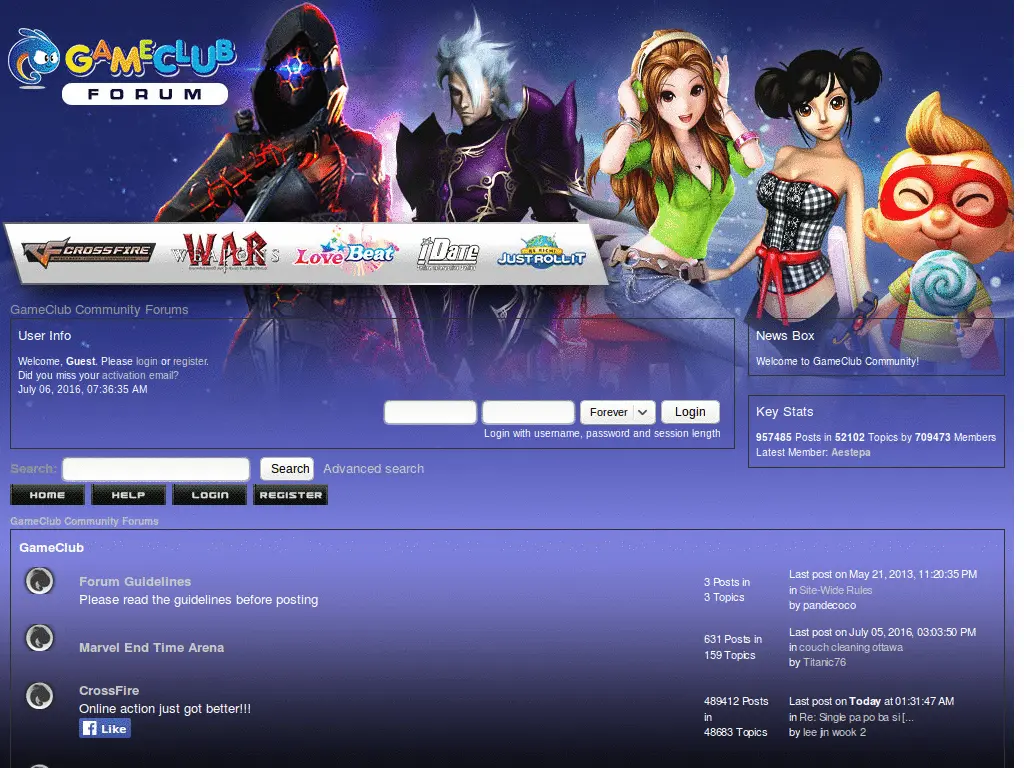 GAMECLUB
FORUM
CROSSFIRE
WAR
WEAPONS
Love Beat
iDate
JUSTROLLIT
GameClub Community Forums
User Info
Welcome, Guest. Please login or register.
Did you miss your activation email?
July 06, 2016, 07:36:35 AM
Forever
Login
Login with username, password and session length
News Box
Welcome to GameClub Community!
Key Stats
957485 Posts in 52102 Topics by 709473 Members
Latest Member: Aestepa
Search:
Search
Advanced search
HOME
HELP
LOGIN
REGISTER
GameClub Community Forums
GameClub
Forum Guidelines
Please read the guidelines before posting
3 Posts in
3 Topics
Last post on May 21, 2013, 11:20:35 PM
in Site-Wide Rules
by pandecoco
Marvel End Time Arena
631 Posts in
159 Topics
Last post on July 05, 2016, 03:03:50 PM
in couch cleaning ottawa
by Titanic76
CrossFire
Online action just got better!!!
Like
489412 Posts
in
48683 Topics
Last post on Today at 01:31:47 AM
in Re: Single pa po ba si [...
by lee jin wook 2